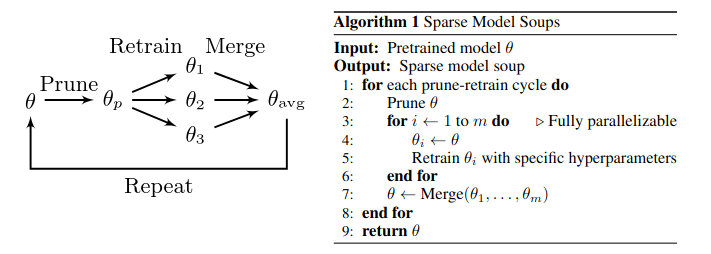 Retrain Merge
Prune
θ θp θ1 θ2 θ3 θavg
Repeat
Algorithm 1 Sparse Model Soups
Input: Pretrained model θ
Output: Sparse model soup
1: for each prune-retrain cycle do
2: Prune θ
3: for i ← 1 to m do ▷ Fully parallelizable
4: θi ← θ
5: Retrain θi with specific hyperparameters
6: end for
7: θ ← Merge(θ1, . . . , θm)
8: end for
9: return θ